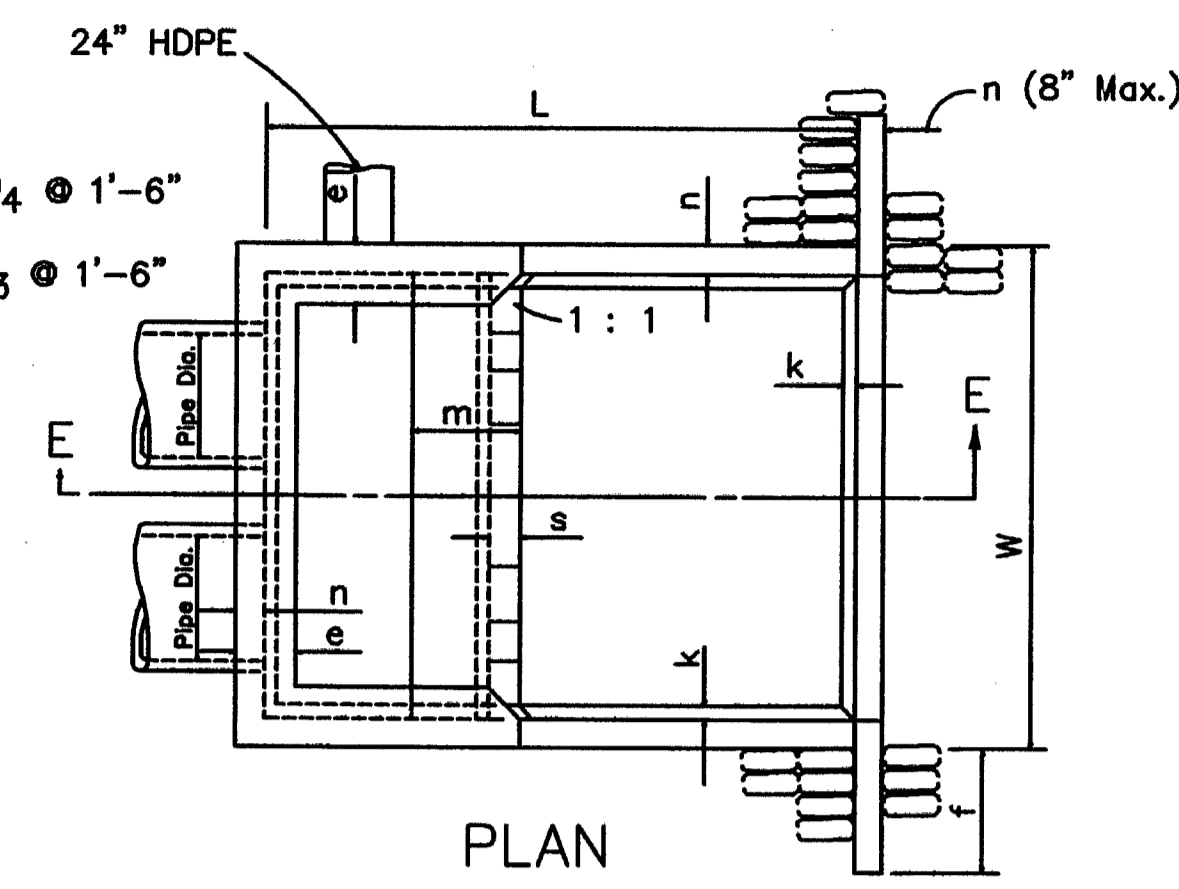 24" HDPE
L
n (8" Max.)
4 @ 1'-6"
e
n
3 @ 1'-6"
1 : 1
k
E
Pipe Dia.
m
E
s
W
Pipe Dia.
n
e
k
f
PLAN